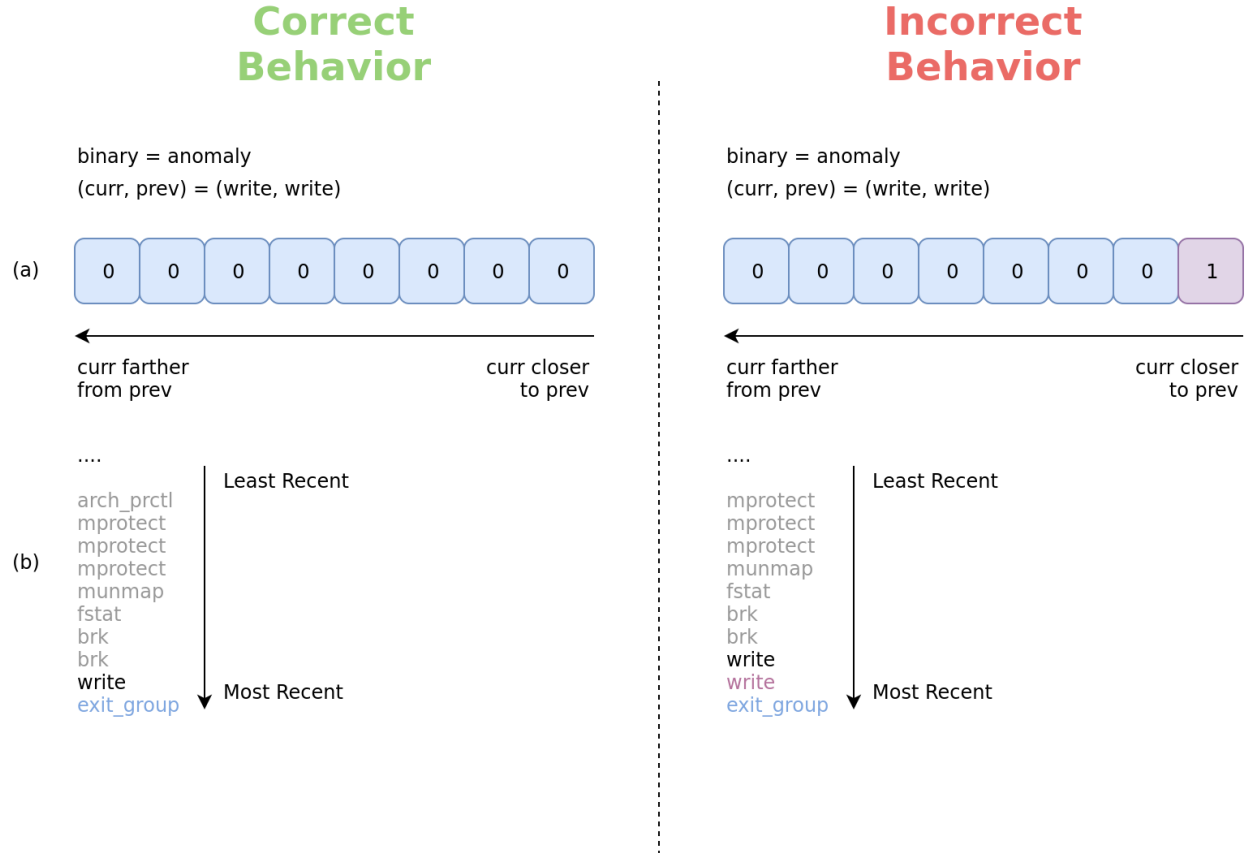 Correct
Behavior
binary = anomaly
(curr, prev) = (write, write)
(a)
0 0 0 0 0 0 0 0
curr farther
from prev
curr closer
to prev
....
Least Recent
arch_prctl
mprotect
mprotect
mprotect
(b)
munmap
fstat
brk
brk
write
Most Recent
exit_group
Incorrect
Behavior
binary = anomaly
(curr, prev) = (write, write)
0 0 0 0 0 0 0 1
curr farther
from prev
curr closer
to prev
....
Least Recent
mprotect
mprotect
mprotect
munmap
fstat
brk
brk
write
write
Most Recent
exit_group